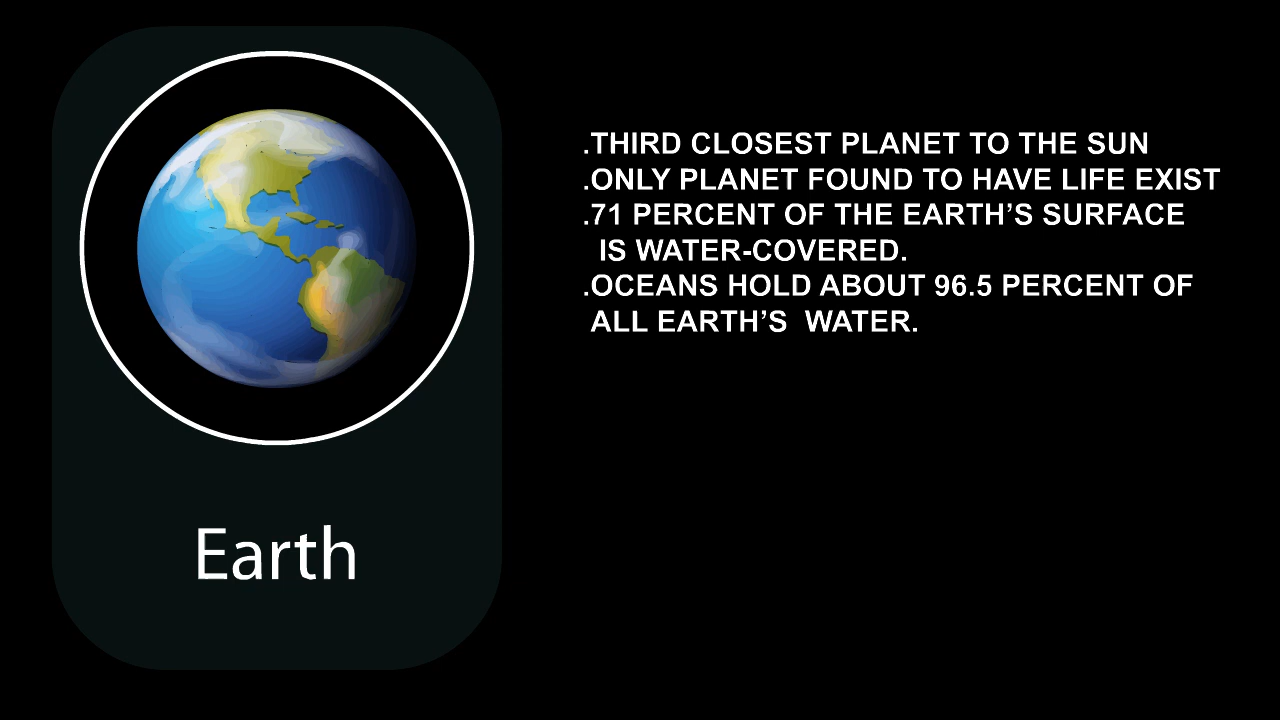 .THIRD CLOSEST PLANET TO THE SUN
.ONLY PLANET FOUND TO HAVE LIFE EXIST
.71 PERCENT OF THE EARTH’S SURFACE
IS WATER-COVERED.
.OCEANS HOLD ABOUT 96.5 PERCENT OF
ALL EARTH’S  WATER.
Earth